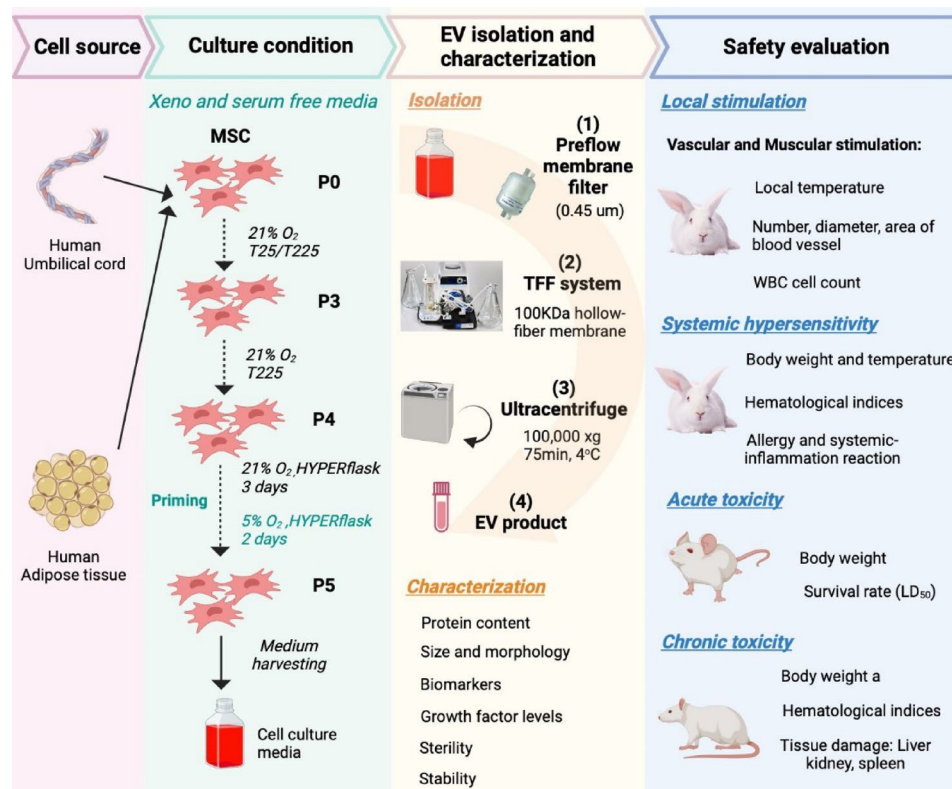 Cell source
Culture condition
EV isolation and
characterization
Safety evaluation
Human
Umbilical cord
Human
Adipose tissue
Xeno and serum free media
MSC
P0
21% O₂
T25/T225
P3
21% O₂
T225
P4
21% O₂,HYPERflask
3 days
Priming
5% O₂ ,HYPERflask
2 days
P5
Medium
harvesting
Cell culture
media
Isolation
(1)
Preflow
membrane
filter
(0.45 um)
(2)
TFF system
100KDa hollow-
fiber membrane
(3)
Ultracentrifuge
100,000 xg
75min, 4°C
(4)
EV product
Characterization
Protein content
Size and morphology
Biomarkers
Growth factor levels
Sterility
Stability
Local stimulation
Vascular and Muscular stimulation:
Local temperature
Number, diameter, area of
blood vessel
WBC cell count
Systemic hypersensitivity
Body weight and temperature
Hematological indices
Allergy and systemic-
inflammation reaction
Acute toxicity
Body weight
Survival rate (LD₅₀)
Chronic toxicity
Body weight a
Hematological indices
Tissue damage: Liver
kidney, spleen